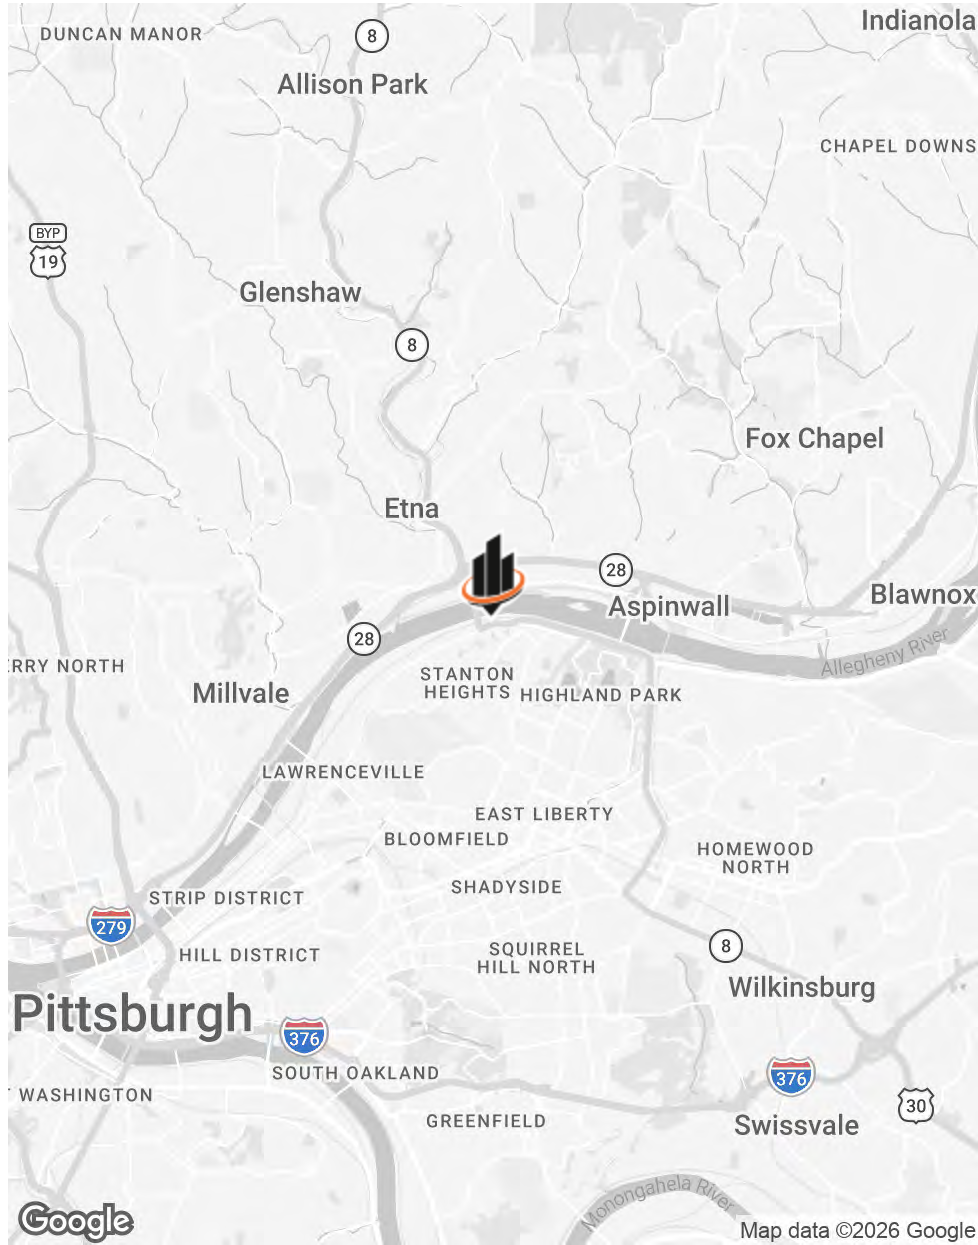 Indianola
DUNCAN MANOR
8
Allison Park
CHAPEL DOWNS
BYP
19
Glenshaw
8
Fox Chapel
Etna
28
Blawnox
Aspinwall
28
Allegheny River
ERRY NORTH
STANTON
HEIGHTS
HIGHLAND PARK
Millvale
LAWRENCEVILLE
EAST LIBERTY
BLOOMFIELD
HOMEWOOD
NORTH
SHADYSIDE
STRIP DISTRICT
279
8
HILL DISTRICT
SQUIRREL
HILL NORTH
Wilkinsburg
Pittsburgh
376
SOUTH OAKLAND
376
T WASHINGTON
30
GREENFIELD
Swissvale
Monongahela River
Google
Map data ©2026 Google